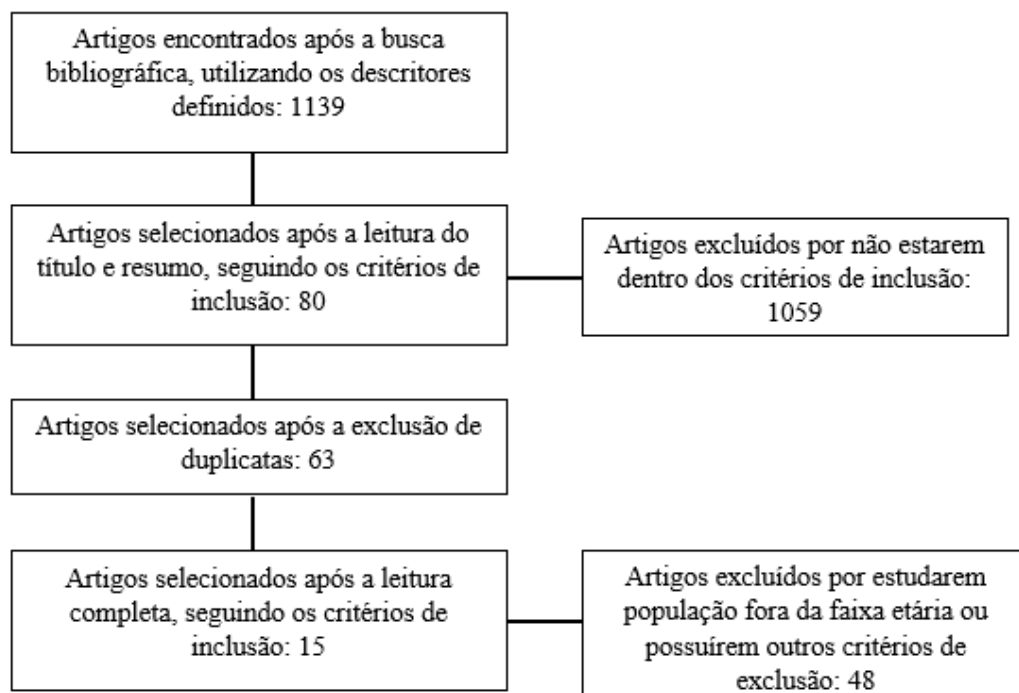 Artigos encontrados após a busca
bibliográfica, utilizando os descritores
definidos: 1139
Artigos selecionados após a leitura do
título e resumo, seguindo os critérios de
inclusão: 80
Artigos excluídos por não estarem
dentro dos critérios de inclusão:
1059
Artigos selecionados após a exclusão de
duplicatas: 63
Artigos selecionados após a leitura
completa, seguindo os critérios de
inclusão: 15
Artigos excluídos por estudarem
população fora da faixa etária ou
possuírem outros critérios de
exclusão: 48